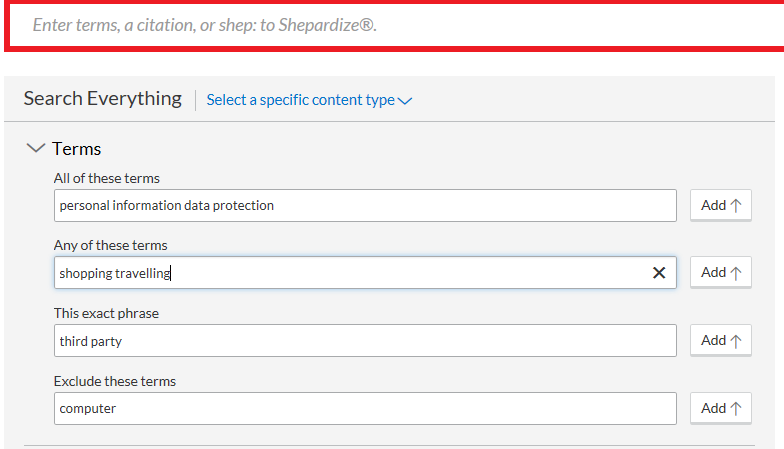 Enter terms, a citation, or shep: to Shepardize®.
Search Everything Select a specific content type
Terms
All of these terms
personal information data protection Add
Any of these terms
shopping travelling Add
This exact phrase
third party Add
Exclude these terms
computer Add